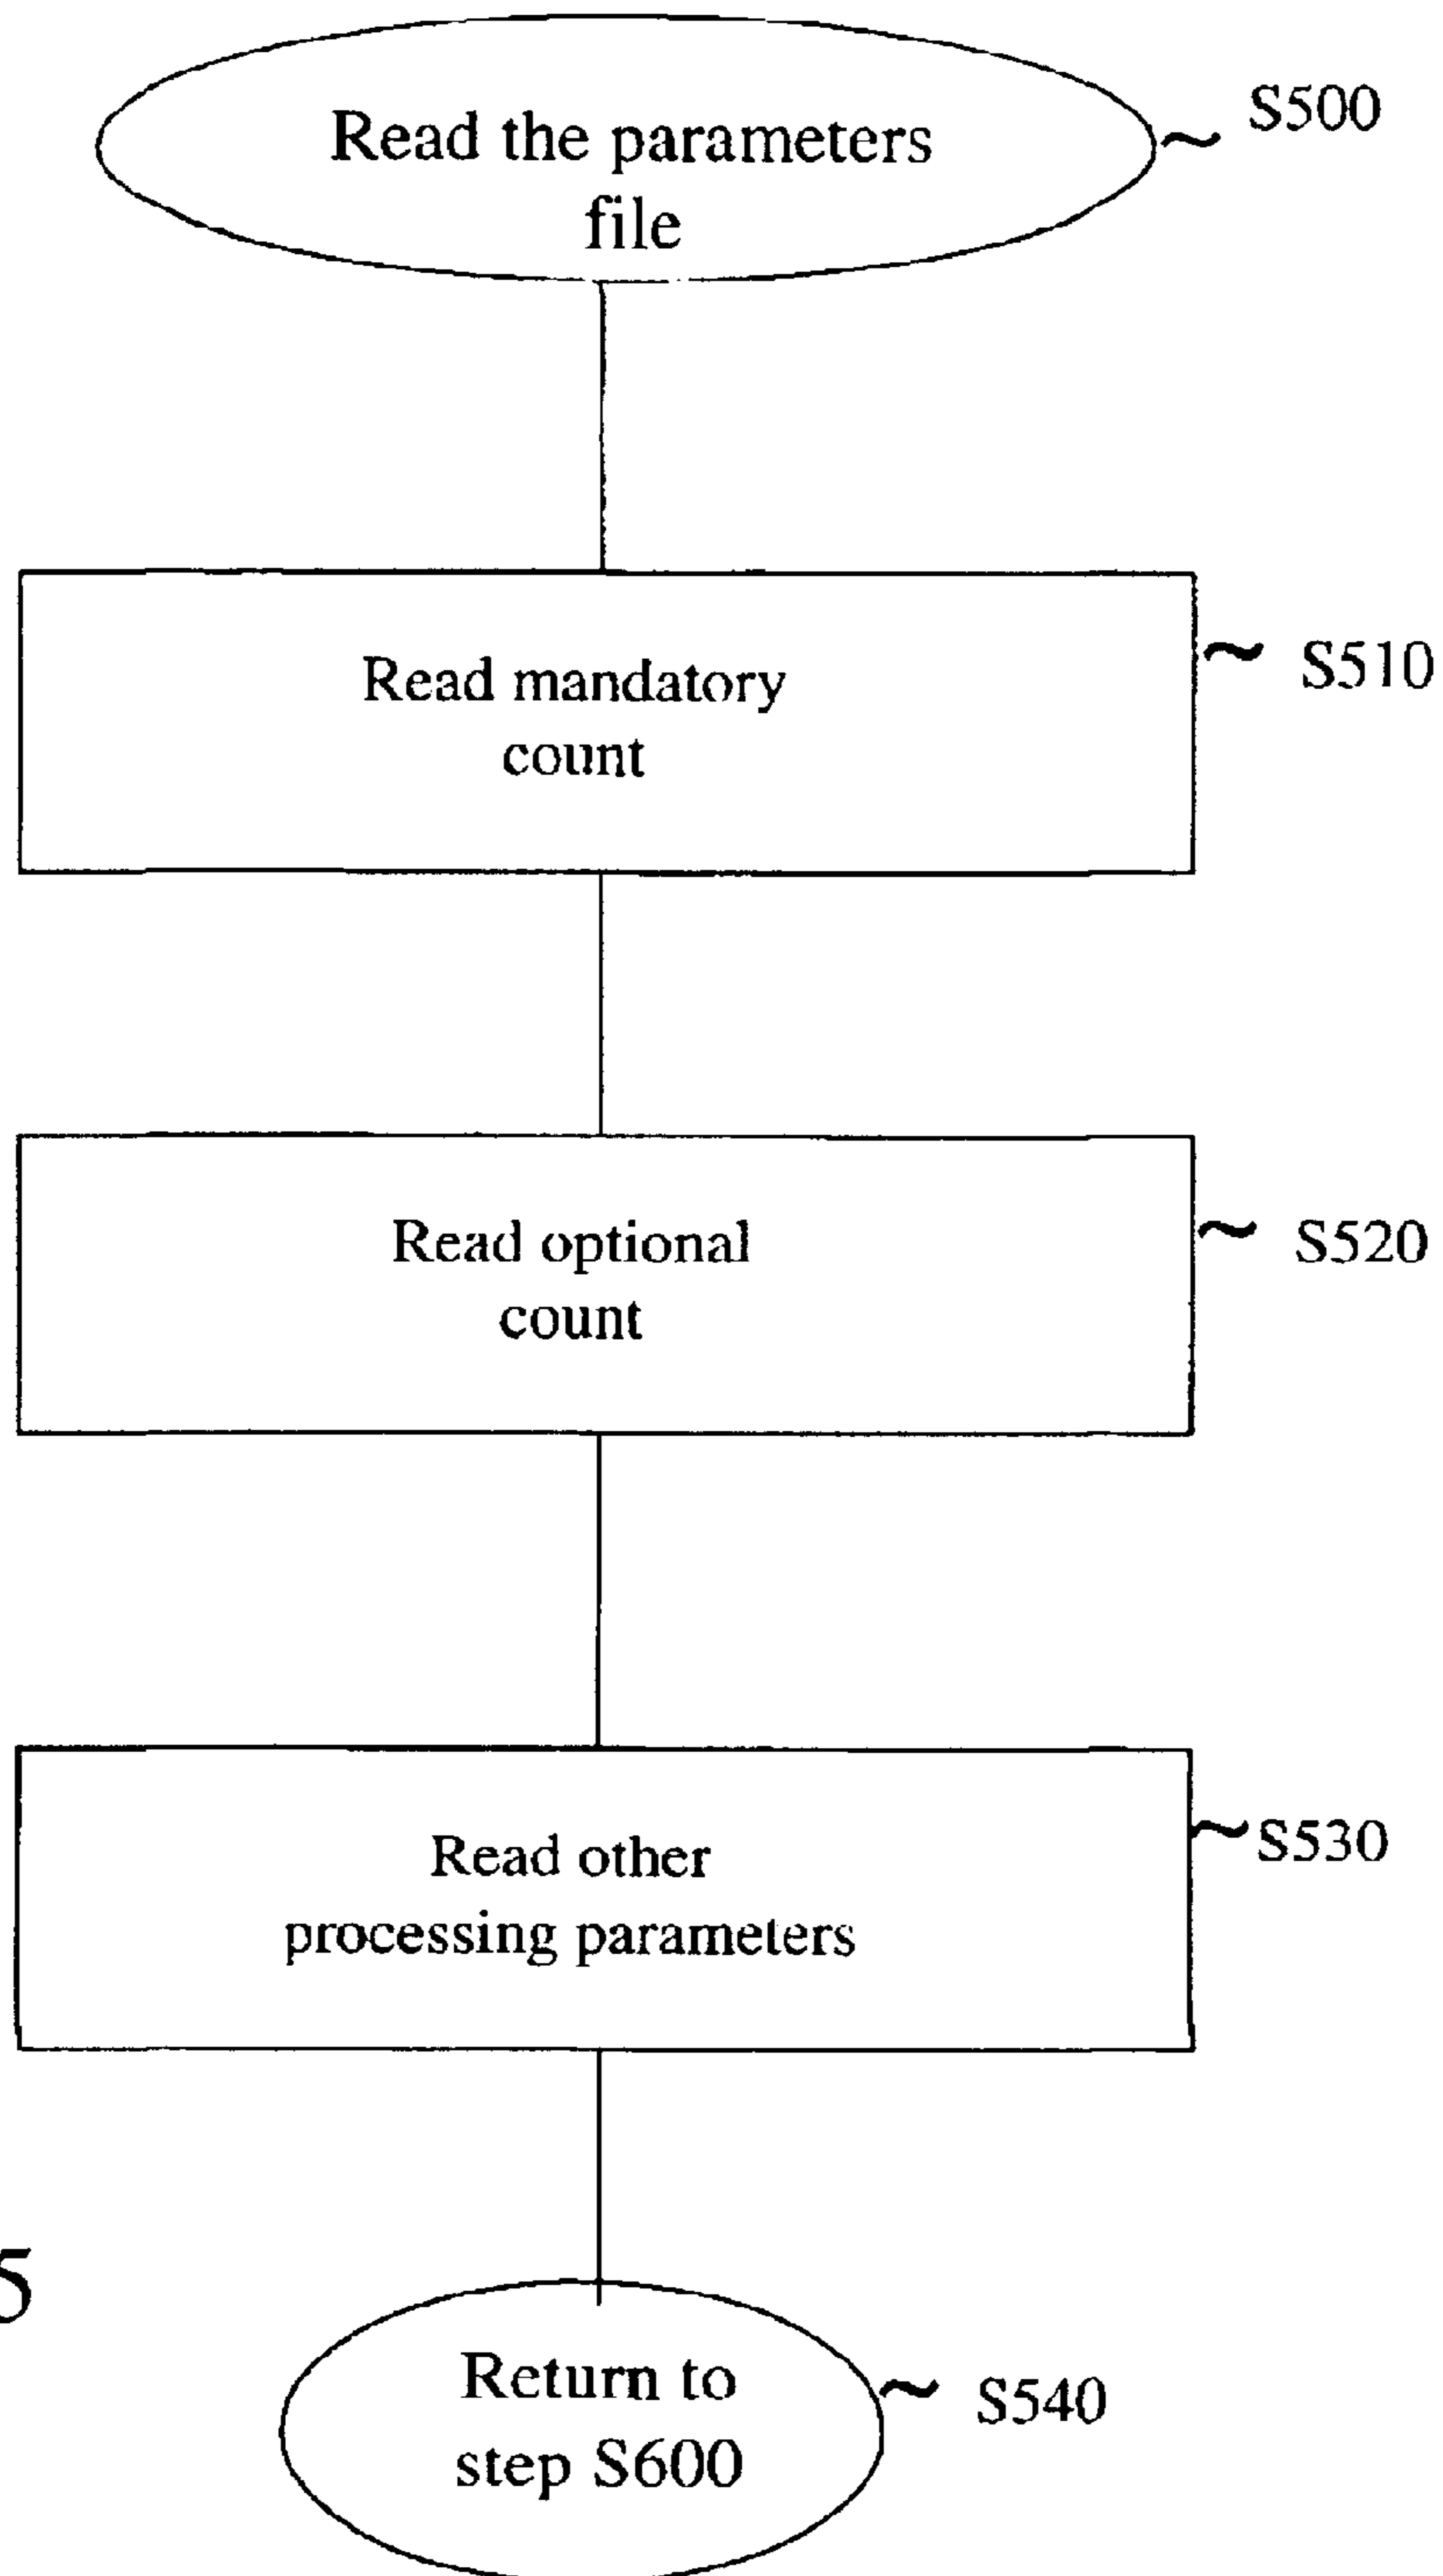 Read the parameters
file
S500
Read mandatory
count
S510
Read optional
count
S520
Read other
processing parameters
S530
5
Return to
step S600
S540